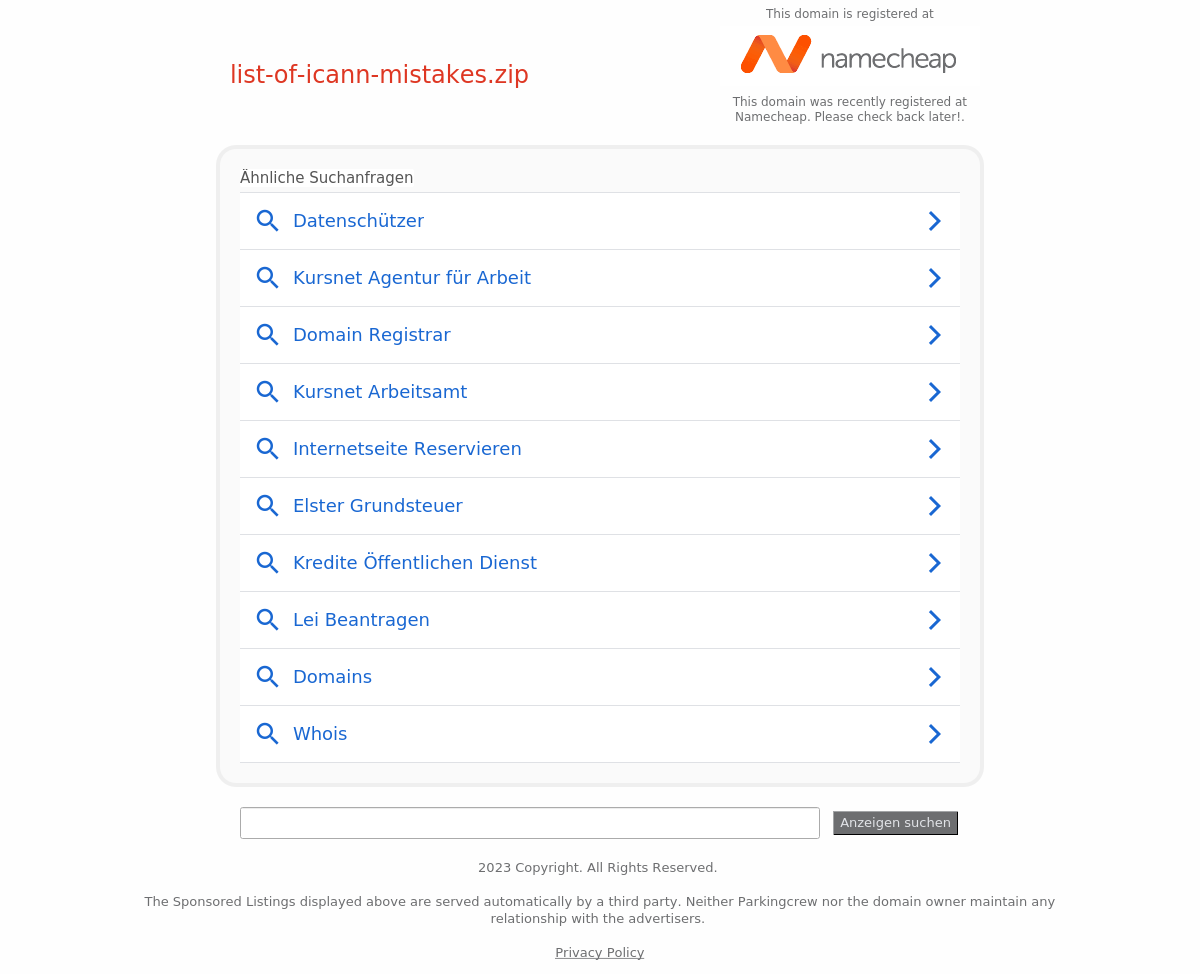 This domain is registered at
namecheap
list-of-icann-mistakes.zip
This domain was recently registered at
Namecheap. Please check back later!.
Ähnliche Suchanfragen
Datenschützer
Kursnet Agentur für Arbeit
Domain Registrar
Kursnet Arbeitsamt
Internetseite Reservieren
Elster Grundsteuer
Kredite Öffentlichen Dienst
Lei Beantragen
Domains
Whois
Anzeigen suchen
2023 Copyright. All Rights Reserved.
The Sponsored Listings displayed above are served automatically by a third party. Neither Parkingcrew nor the domain owner maintain any
relationship with the advertisers.
Privacy Policy